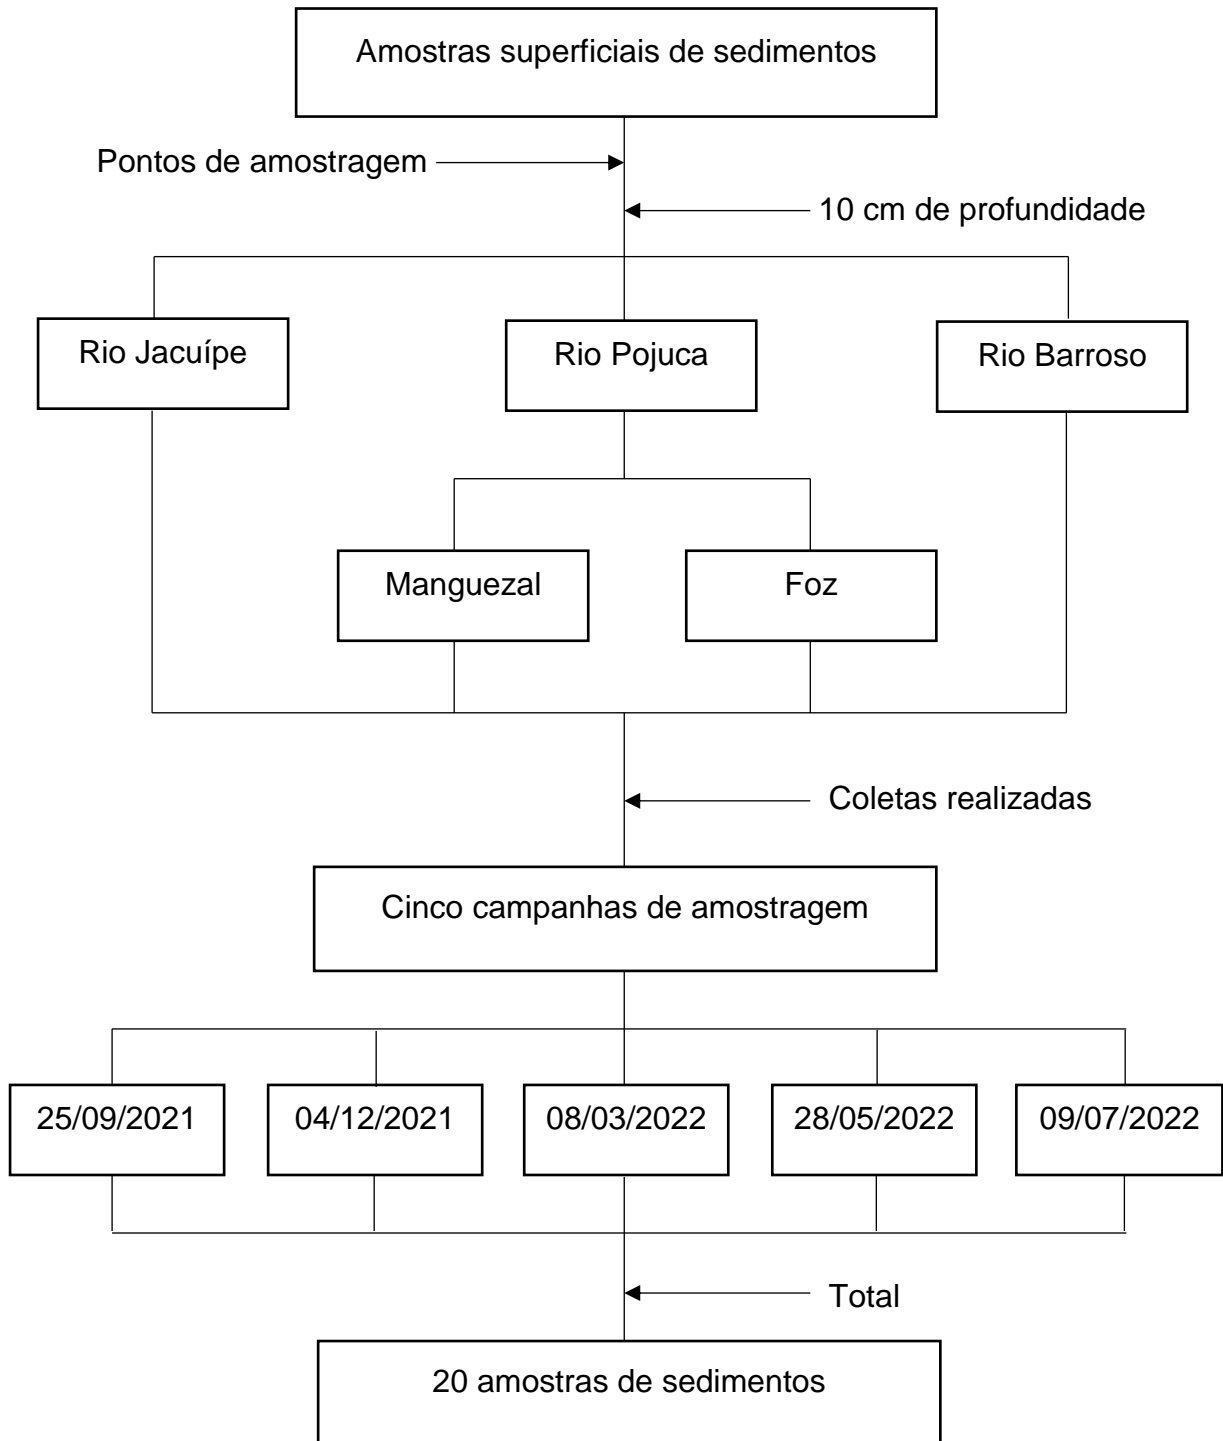 Amostras superficiais de sedimentos
Pontos de amostragem
10 cm de profundidade
Rio Jacuípe
Rio Pojuca
Rio Barroso
Manguezal
Foz
Coletas realizadas
Cinco campanhas de amostragem
25/09/2021
04/12/2021
08/03/2022
28/05/2022
09/07/2022
Total
20 amostras de sedimentos